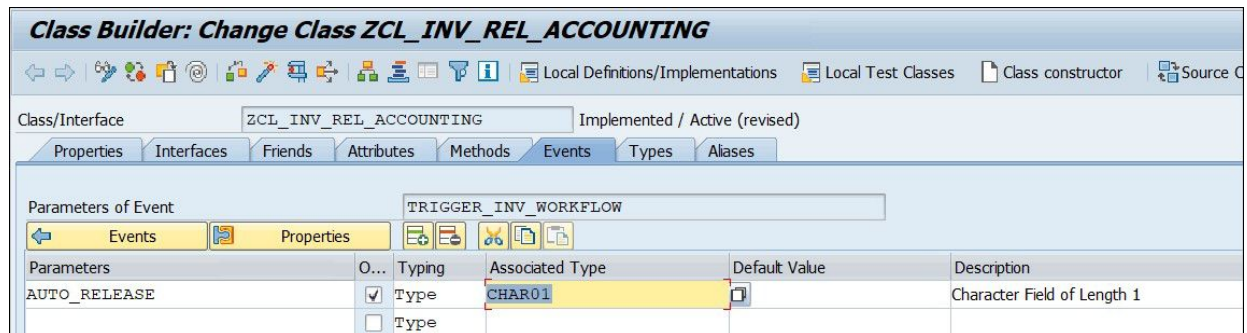 Class Builder: Change Class ZCL_INV_REL_ACCOUNTING
Local Definitions/Implementations Local Test Classes Class constructor Source C
Class/Interface ZCL_INV_REL_ACCOUNTING Implemented / Active (revised)
Properties Interfaces Friends Attributes Methods Events Types Aliases
Parameters of Event TRIGGER_INV_WORKFLOW
Events Properties
Parameters O... Typing Associated Type Default Value Description
AUTO_RELEASE Type CHAR01 Character Field of Length 1
Type